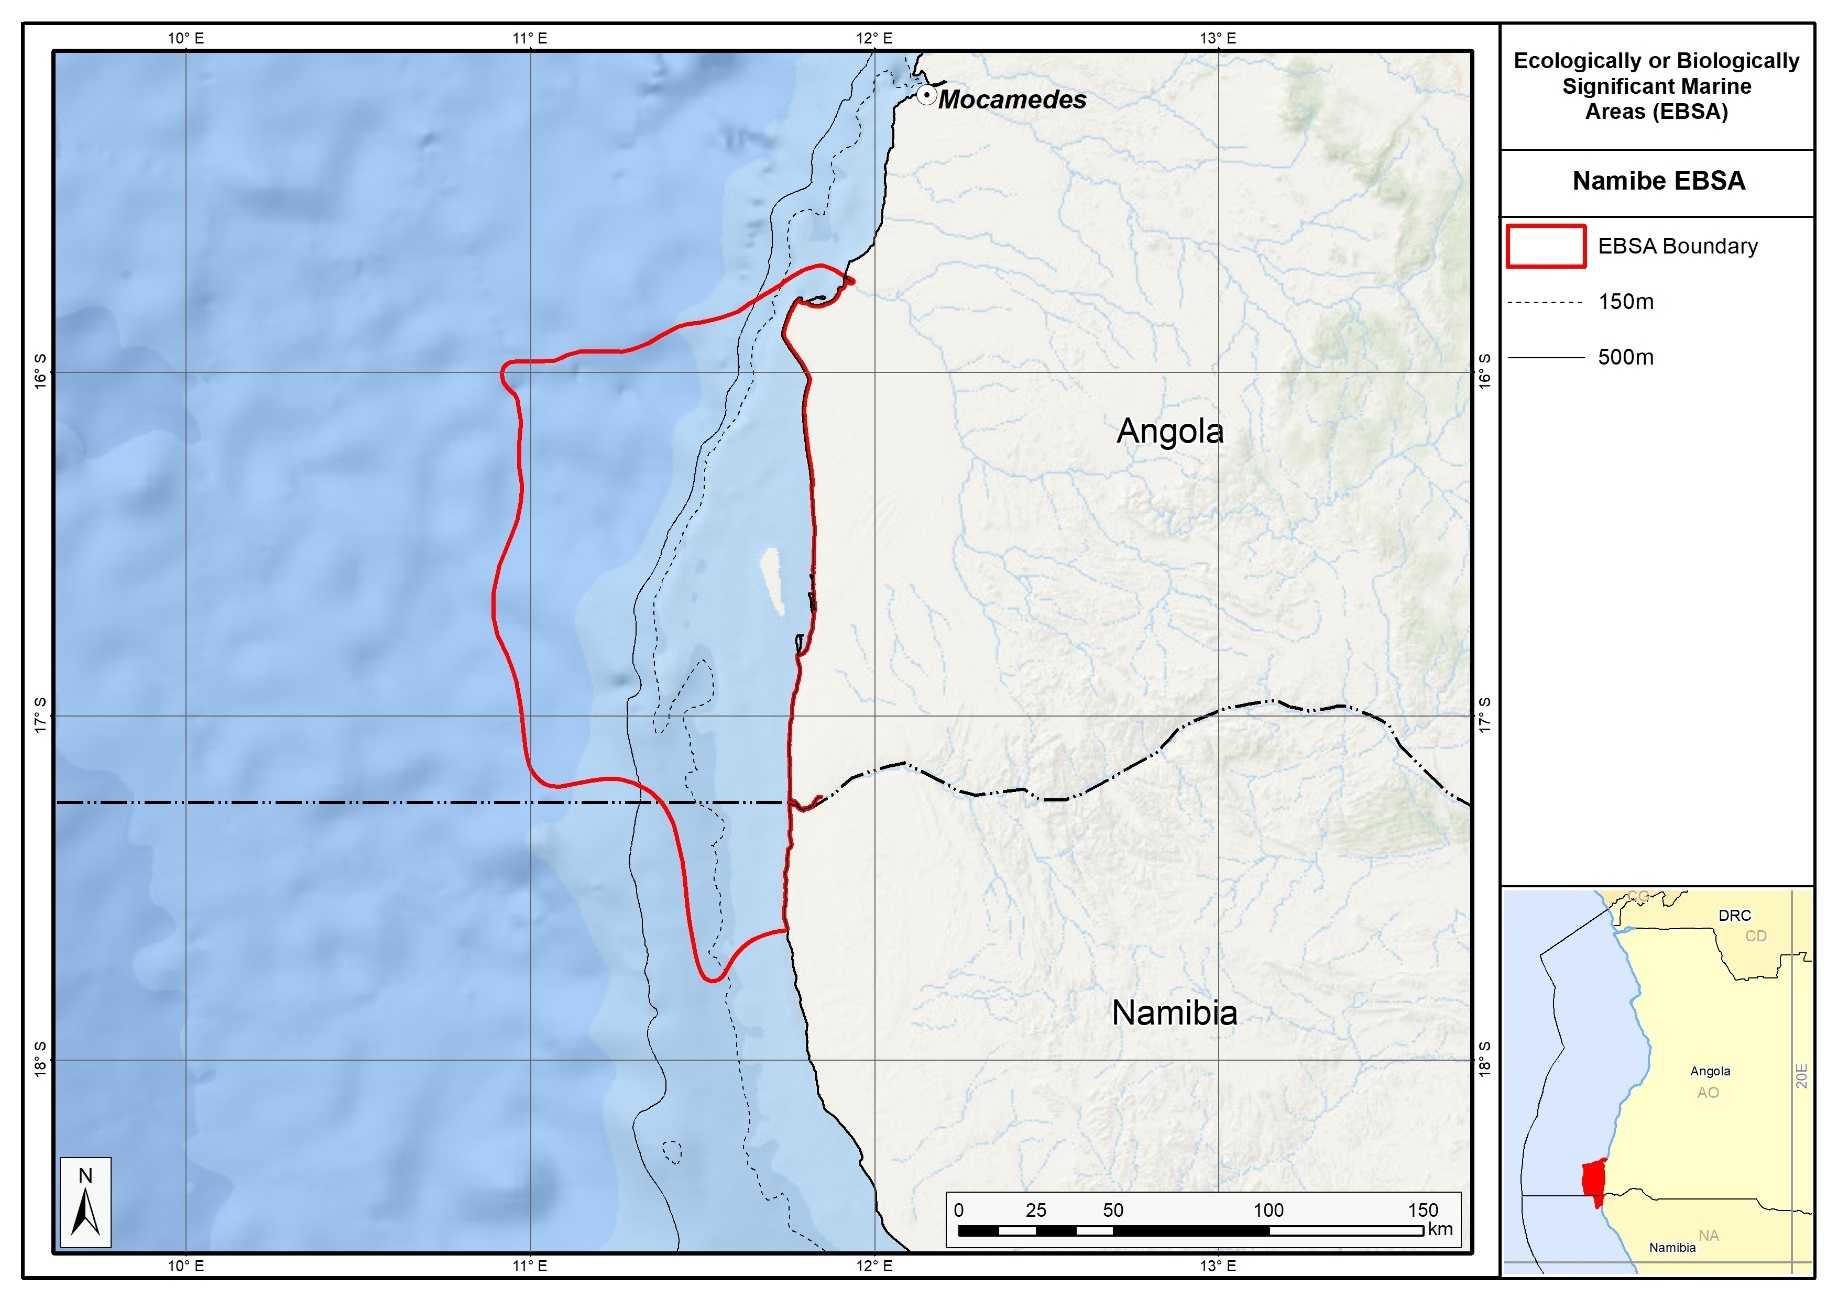 10° E
11° E
12° E
13° E
Mocamedes
16° S
16° S
Angola
17° S
17° S
Namibia
18° S
18° S
N
0 25 50 100 150
km
10° E
11° E
12° E
13° E
Ecologically or Biologically
Significant Marine
Areas (EBSA)
Namibe EBSA
EBSA Boundary
150m
500m
CG
DRC
CD
Angola
AO
20E
NA
Namibia